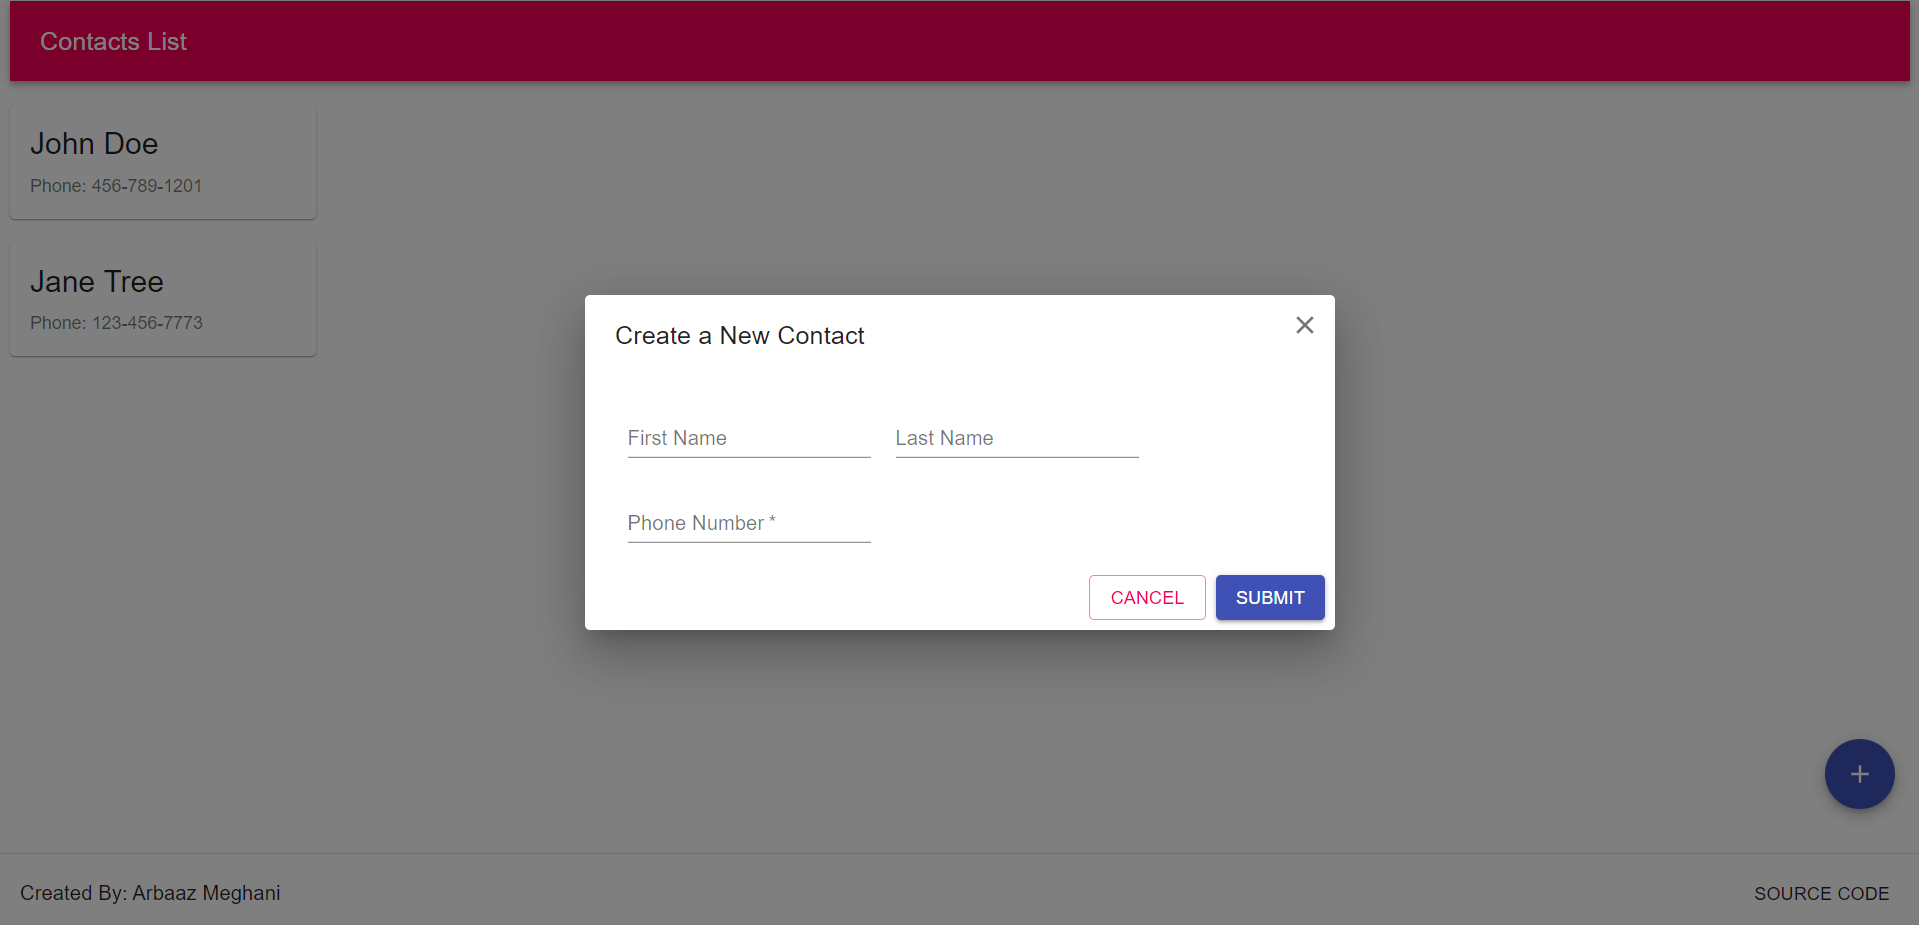 Contacts List
John Doe
Phone: 456-789-1201
Jane Tree
Phone: 123-456-7773
Create a New Contact
First Name Last Name
Phone Number *
CANCEL SUBMIT
Created By: Arbaaz Meghani SOURCE CODE